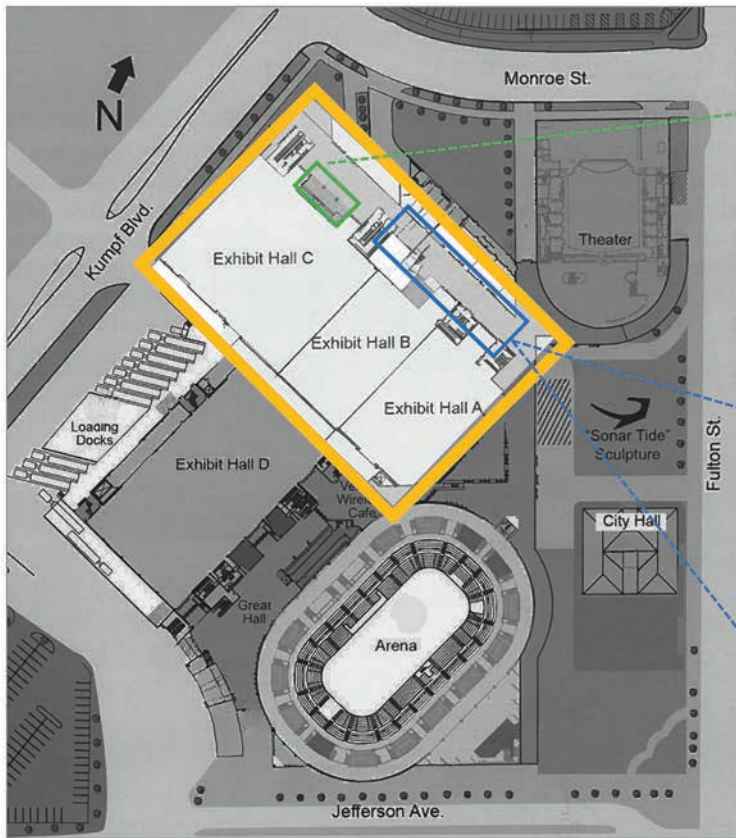 Monroe St.
N
Kumpf Blvd.
Theater
Exhibit Hall C
Exhibit Hall B
Exhibit Hall A
Loading
Docks
"Sonar Tide"
Sculpture
Fulton St.
Exhibit Hall D
Cafe
City Hall
Great
Hall
Arena
Jefferson Ave.